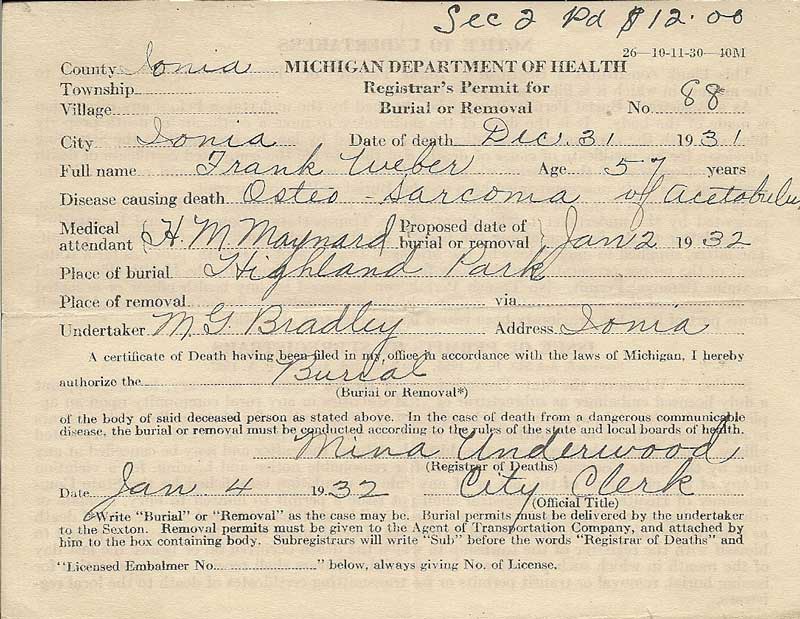 Sec 2 Pd $12.00
26—10-11-30—40M
County Ionia MICHIGAN DEPARTMENT OF HEALTH
Township Registrar's Permit for
Village Burial or Removal No. 88
City Ionia Date of death Dec. 31 1931
Full name Frank Weber Age 57 years
Disease causing death Osteo-Sarcoma of Acetabulu
Medical attendant H. M. Maynard Proposed date of burial or removal Jan 2 1932
Place of burial Highland Park
Place of removal via
Undertaker M. G. Bradley Address Ionia
A certificate of Death having been filed in my office in accordance with the laws of Michigan, I hereby
authorize the Burial
(Burial or Removal*)
of the body of said deceased person as stated above. In the case of death from a dangerous communicable
disease, the burial or removal must be conducted according to the rules of the state and local boards of health.
Mina Underwood
(Registrar of Deaths)
Date Jan 4 1932 City Clerk
(Official Title)
*Write "Burial" or "Removal" as the case may be. Burial permits must be delivered by the undertaker
to the Sexton. Removal permits must be given to the Agent of Transportation Company, and attached by
him to the box containing body. Subregistrars will write "Sub" before the words "Registrar of Deaths" and
"Licensed Embalmer No. " below, always giving No. of License.